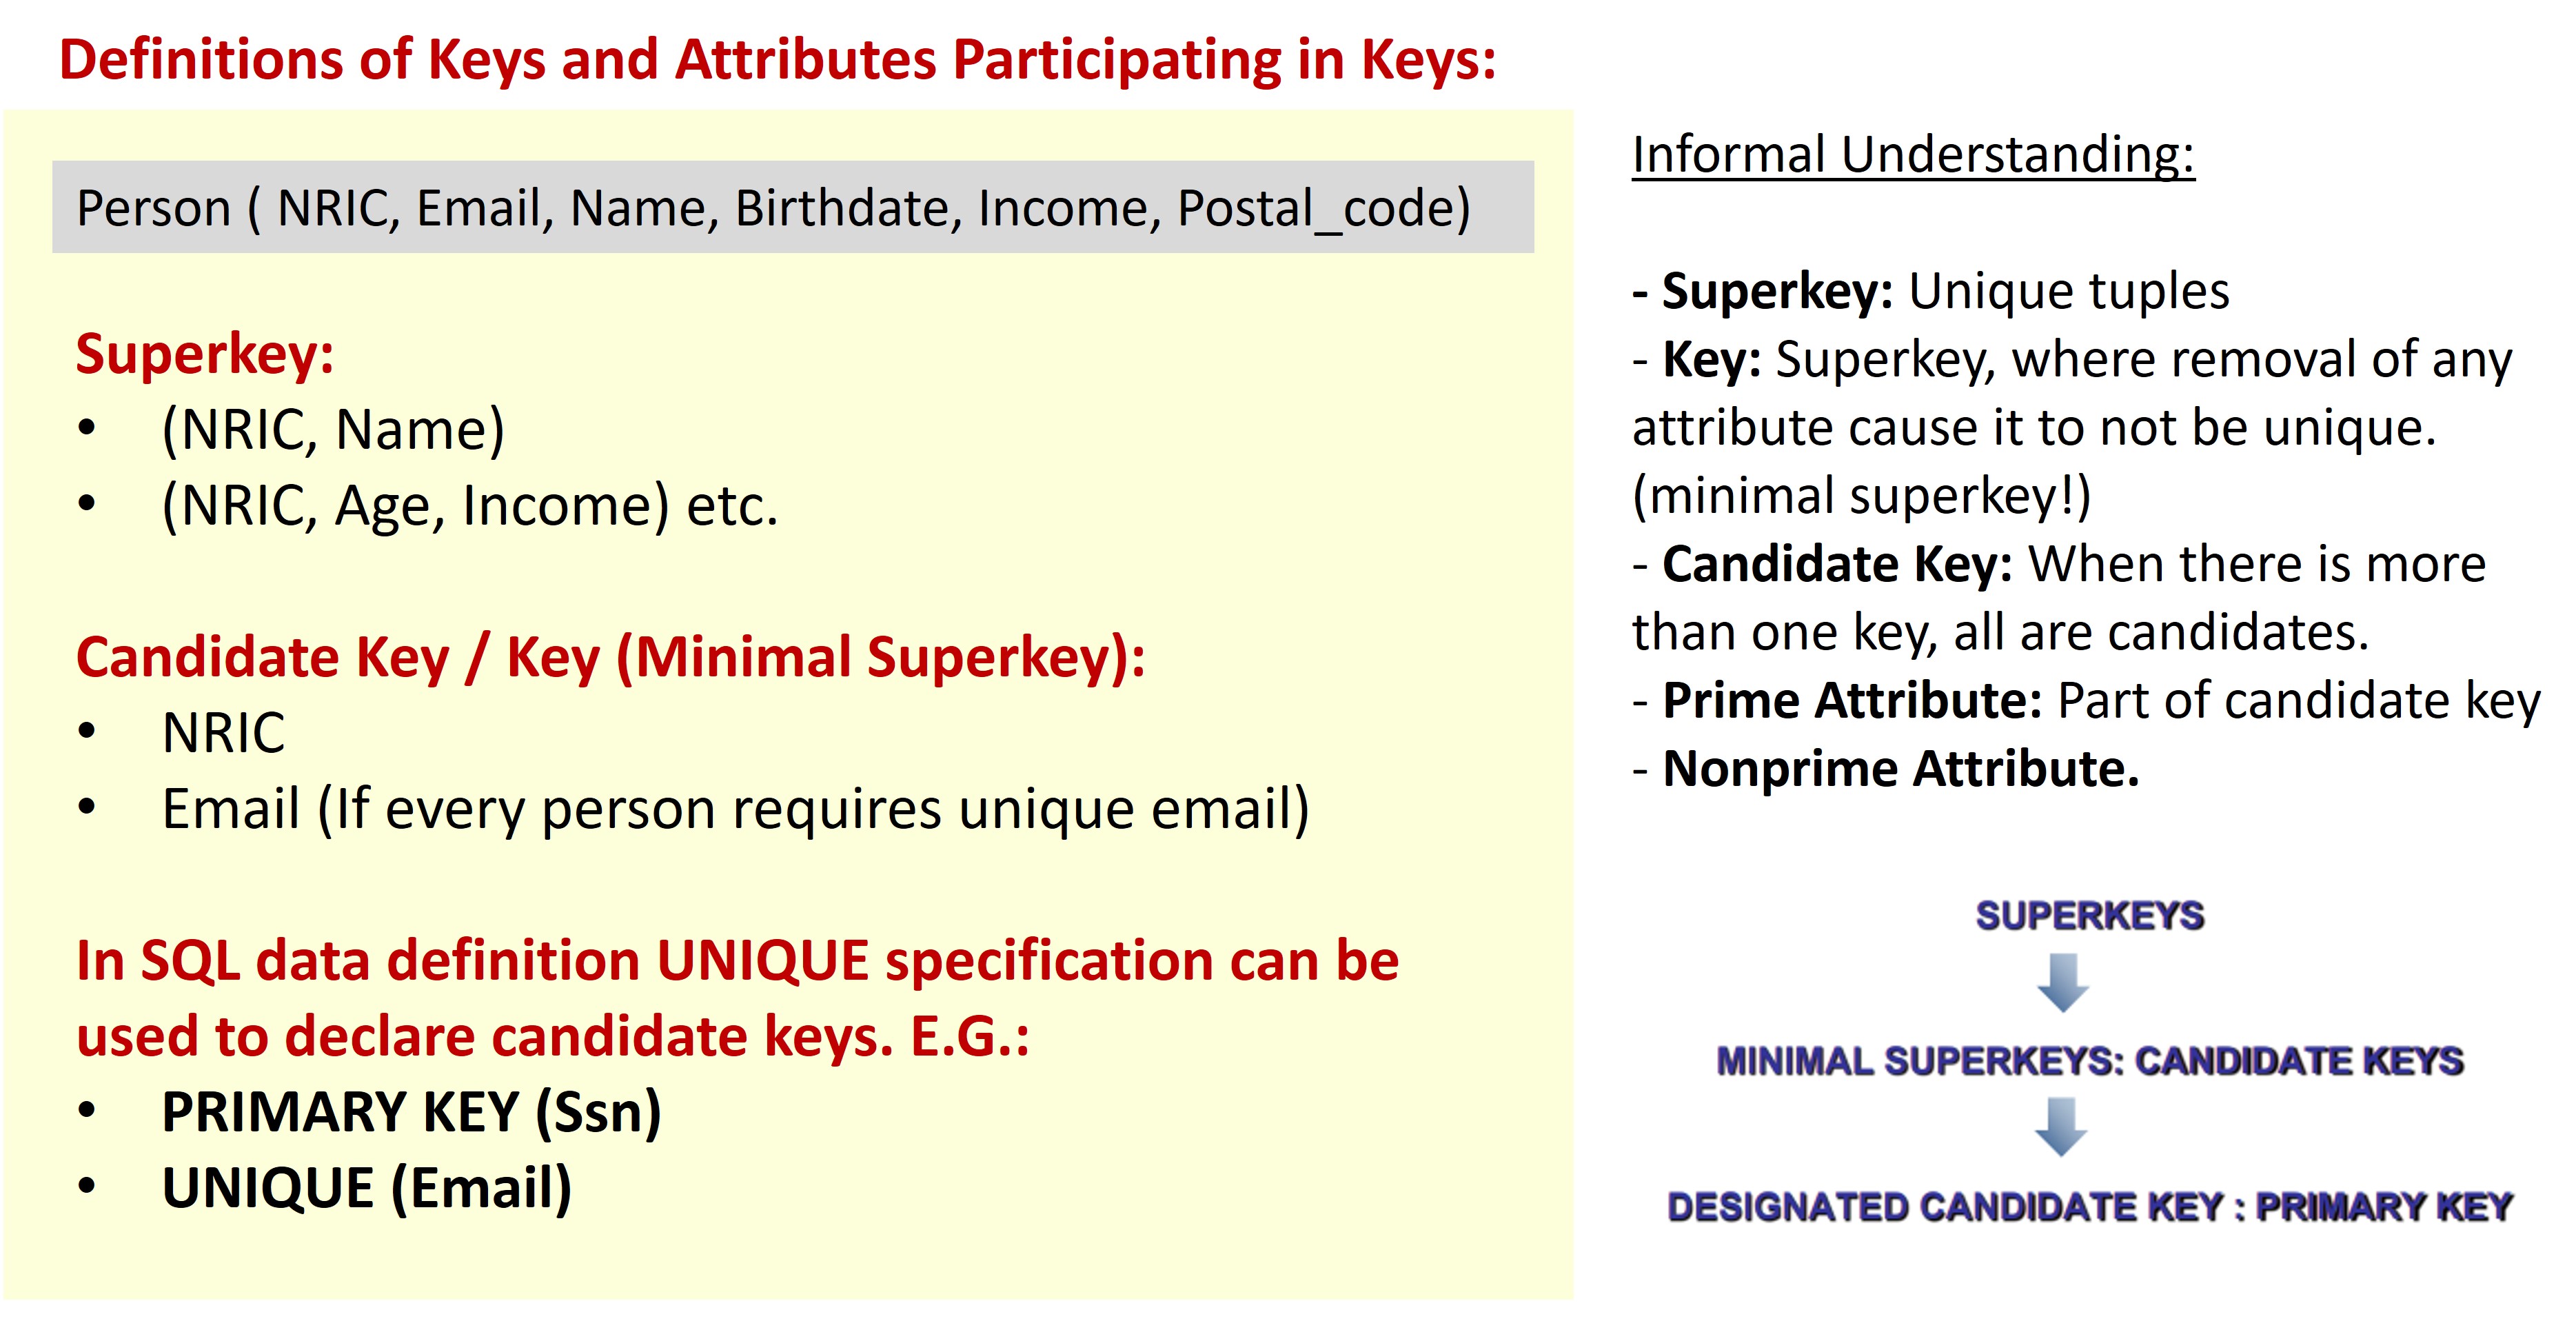 Definitions of Keys and Attributes Participating in Keys:
Person ( NRIC, Email, Name, Birthdate, Income, Postal_code)
Superkey:
• (NRIC, Name)
• (NRIC, Age, Income) etc.
Candidate Key / Key (Minimal Superkey):
• NRIC
• Email (If every person requires unique email)
In SQL data definition UNIQUE specification can be
used to declare candidate keys. E.G.:
• PRIMARY KEY (Ssn)
• UNIQUE (Email)
Informal Understanding:
- Superkey: Unique tuples
- Key: Superkey, where removal of any
attribute cause it to not be unique.
(minimal superkey!)
- Candidate Key: When there is more
than one key, all are candidates.
- Prime Attribute: Part of candidate key
- Nonprime Attribute.
SUPERKEYS
MINIMAL SUPERKEYS: CANDIDATE KEYS
DESIGNATED CANDIDATE KEY : PRIMARY KEY